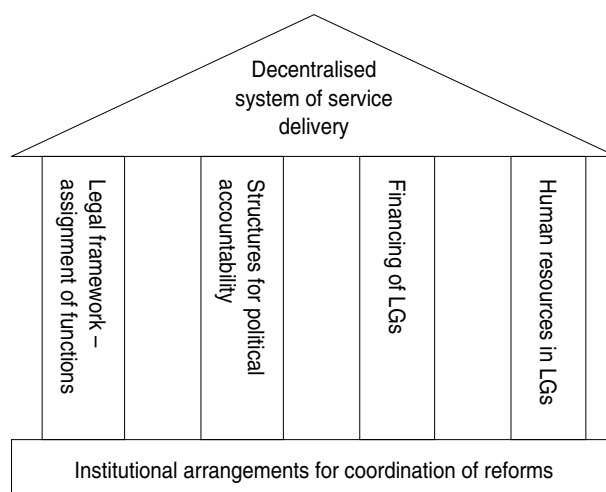 Decentralised
system of service
delivery
Legal framework –
assignment of functions
Structures for political
accountability
Financing of LGs
Human resources in LGs
Institutional arrangements for coordination of reforms